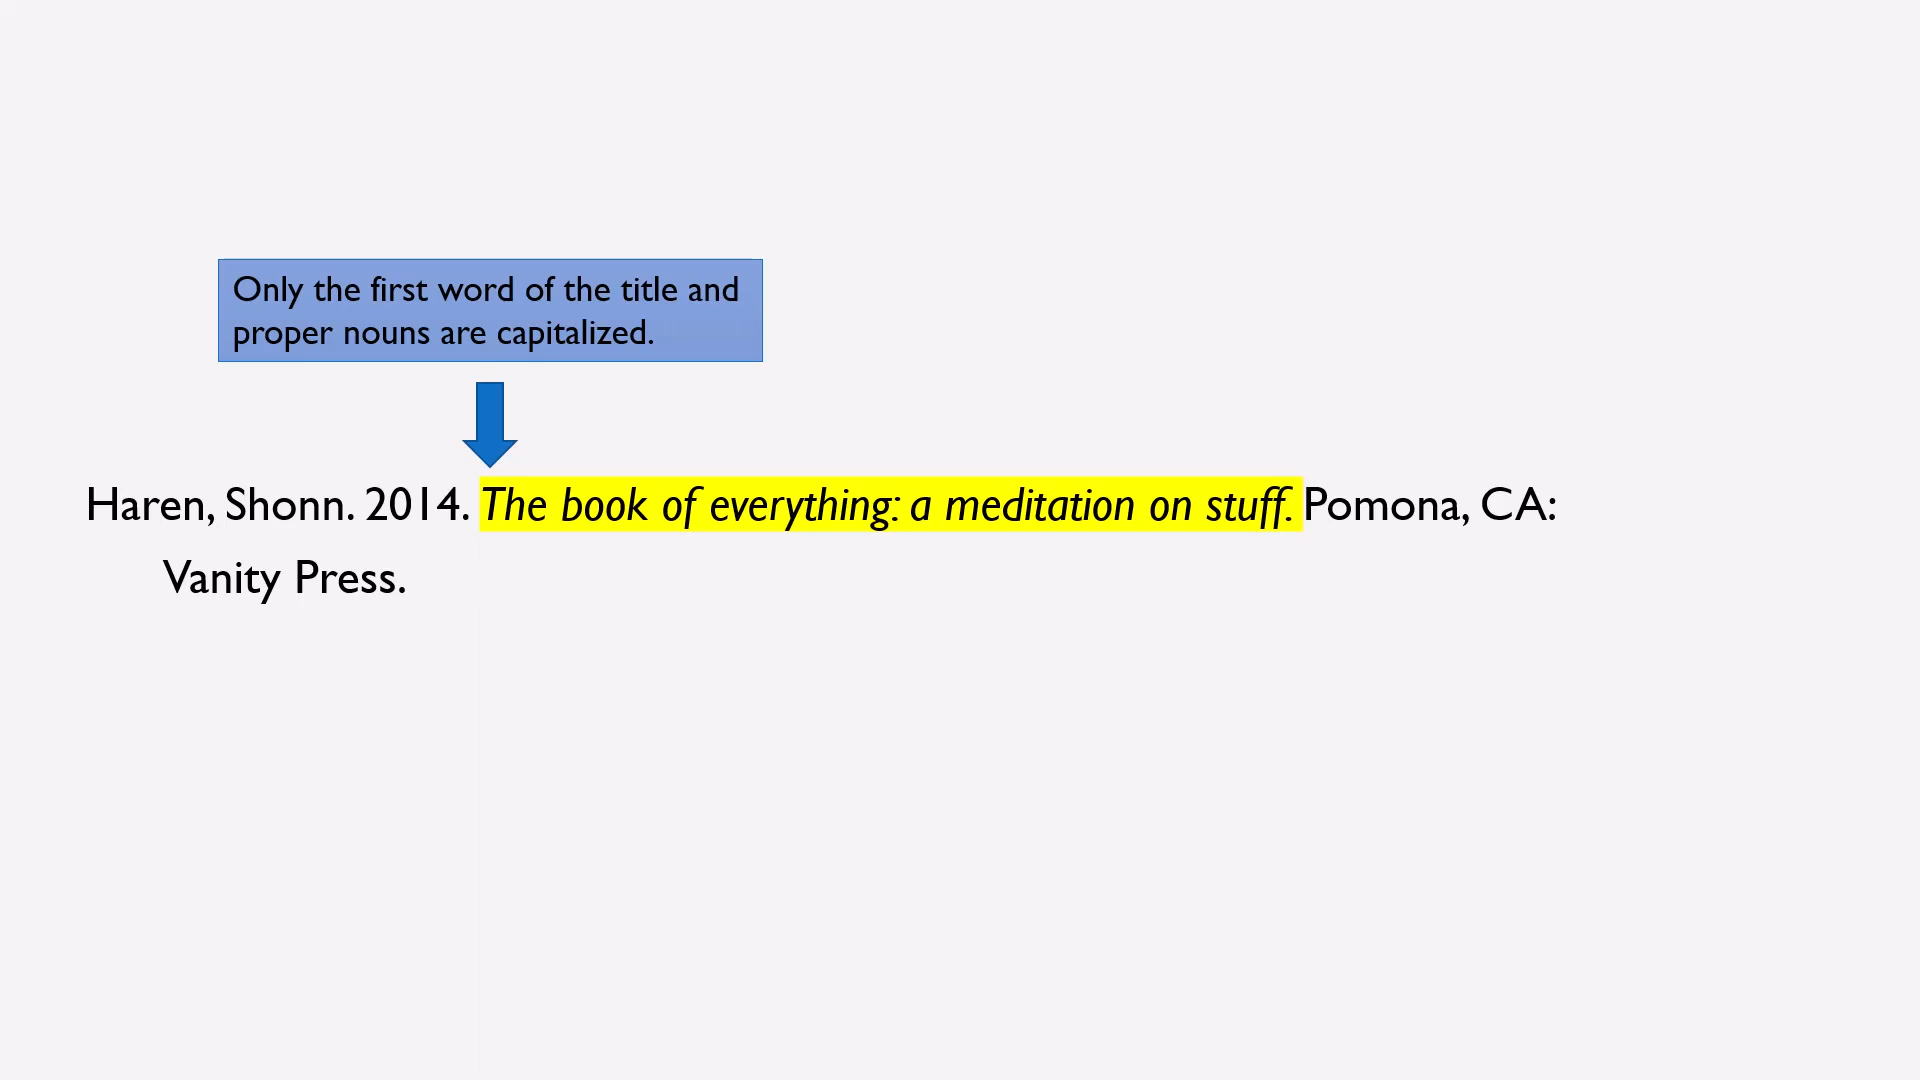 Only the first word of the title and
proper nouns are capitalized.
Haren, Shonn. 2014. The book of everything: a meditation on stuff. Pomona, CA:
Vanity Press.